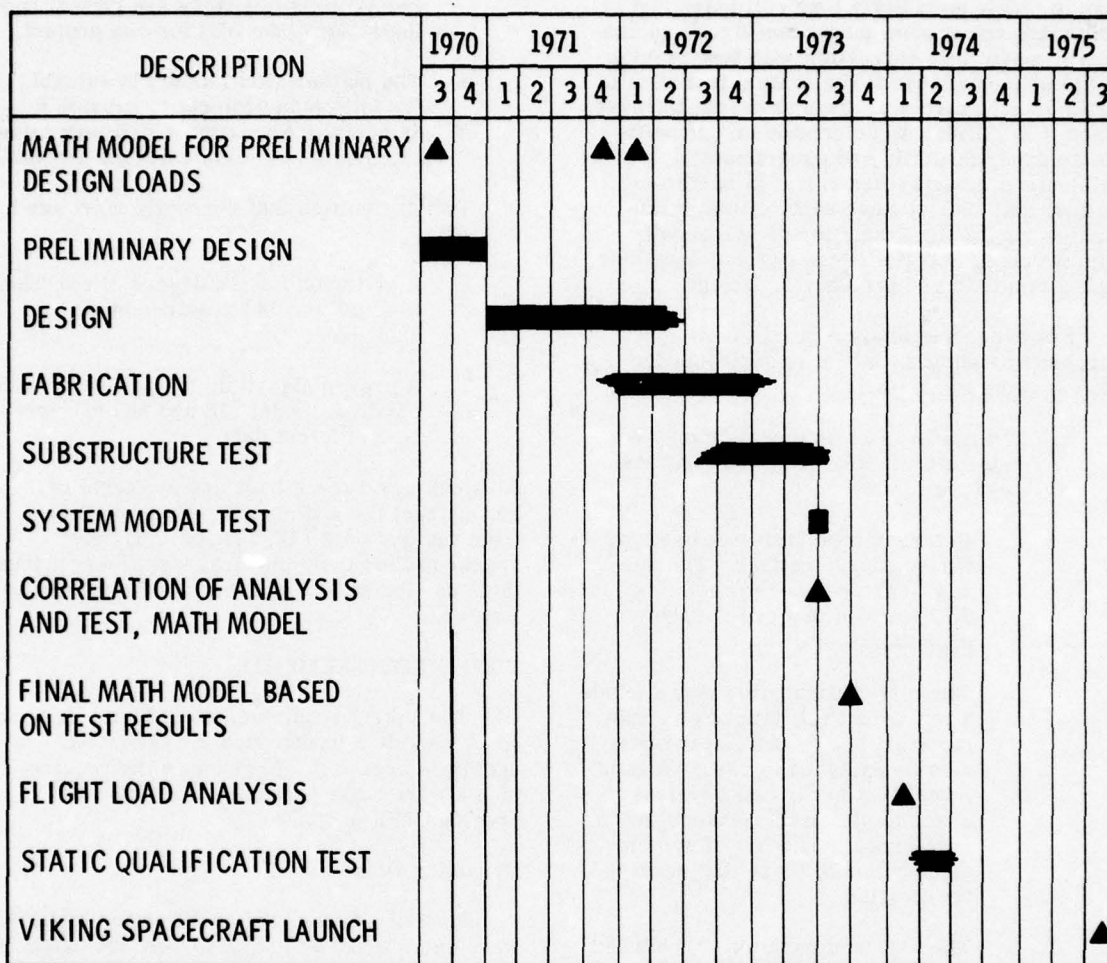 DESCRIPTION
1970 1971 1972 1973 1974 1975
3 4 1 2 3 4 1 2 3 4 1 2 3 4 1 2 3 4 1 2 3
MATH MODEL FOR PRELIMINARY
DESIGN LOADS
PRELIMINARY DESIGN
DESIGN
FABRICATION
SUBSTRUCTURE TEST
SYSTEM MODAL TEST
CORRELATION OF ANALYSIS
AND TEST, MATH MODEL
FINAL MATH MODEL BASED
ON TEST RESULTS
FLIGHT LOAD ANALYSIS
STATIC QUALIFICATION TEST
VIKING SPACECRAFT LAUNCH